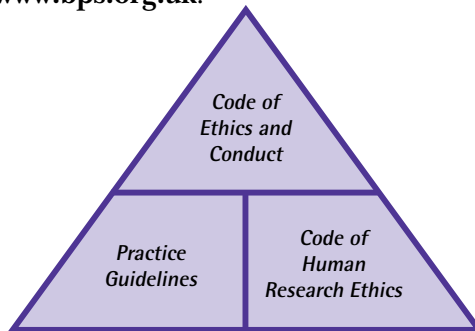 www.bps.org.uk.
Code of
Ethics and
Conduct
Practice
Guidelines
Code of
Human
Research Ethics